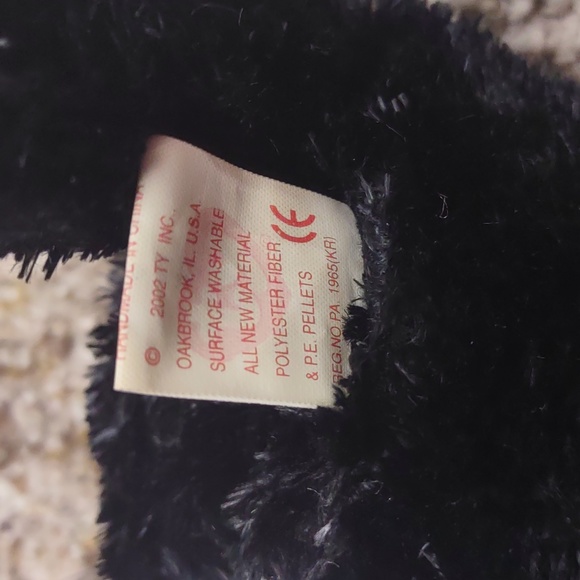 HANDMADE IN CHINA
© 2002 TY INC.,
OAKBROOK, IL. U.S.A
SURFACE WASHABLE
ALL NEW MATERIAL
POLYESTER FIBER
& P.E. PELLETS CE
REG.NO.PA. 1965(KR)